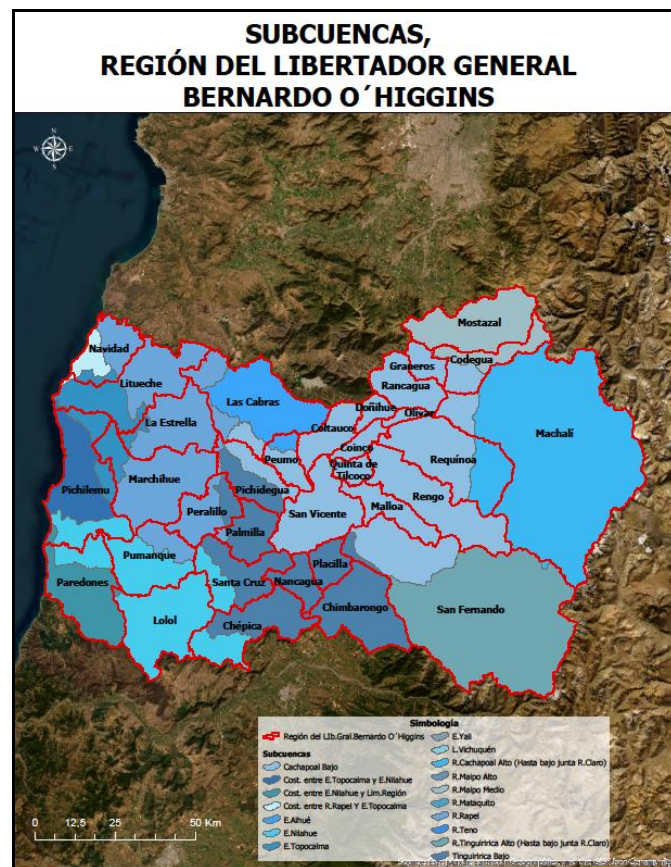 SUBCUENCAS,
REGIÓN DEL LIBERTADOR GENERAL
BERNARDO O´HIGGINS
N
W E
S
Mostazal
Navidad
Codegua
Graneros
Litueche
Rancagua
Las Cabras
Doñihue
Olivar
La Estrella
Coltauco
Machalí
Coinco
Peumo
Requínoa
Quinta de
Tilcoco
Marchihue
Pichilemu
Pichidegua
Rengo
Peralillo
San Vicente
Malloa
Palmilla
Pumanque
Placilla
Paredones
Santa Cruz
Nancagua
San Fernando
Chimbarongo
Lolol
Chépica
Simbología
Región del LIb.Gral.Bernardo O´Higgins
Subcuencas
Cachapoal Bajo
Cost. entre E.Topocalma y E.Nilahue
Cost. entre E.Nilahue y Lim.Región
Cost. entre R.Rapel Y E.Topocalma
E.Alhué
E.Nilahue
E.Topocalma
E.Yali
L.Vichuquén
R.Cachapoal Alto (Hasta bajo junta R.Claro)
R.Maipo Alto
R.Maipo Medio
R.Mataquito
R.Rapel
R.Teno
R.Tinguiririca Alto (Hasta bajo junta R.Claro)
Tinguiririca Bajo
0 12,5 25 50 Km